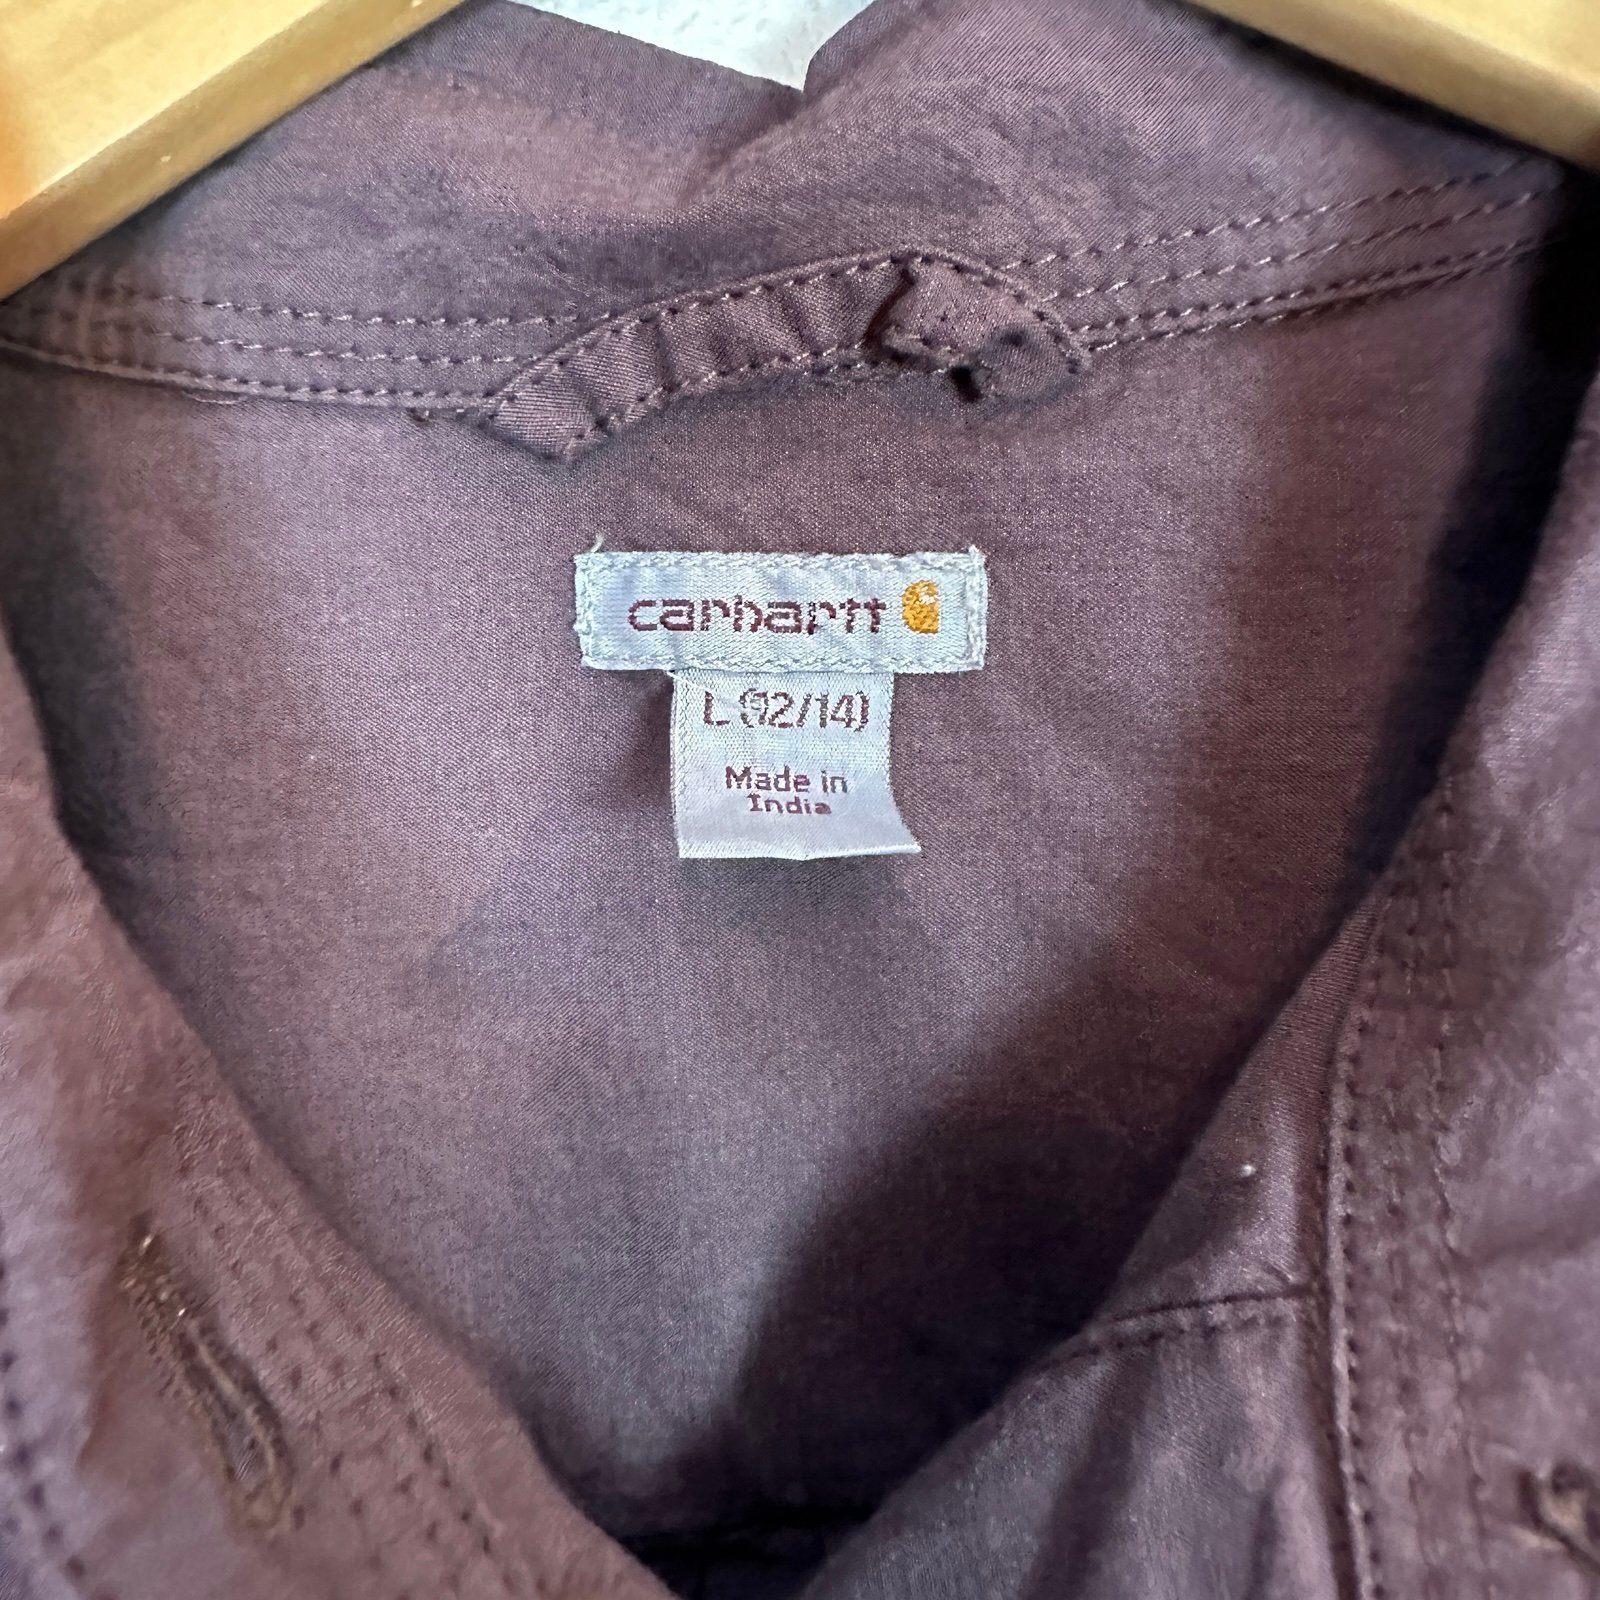 carhartt
L (12/14)
Made in
India